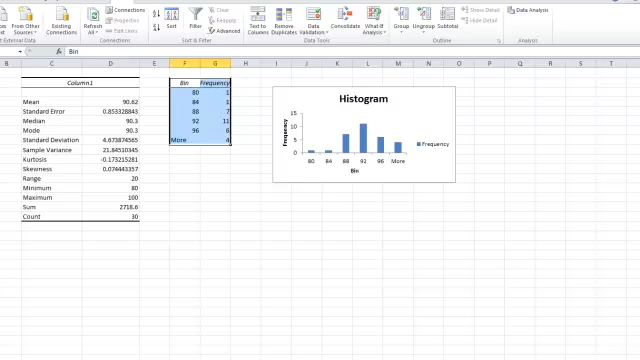 Connections
Properties
Edit Links
External Data
From Other Sources
Existing Connections
Refresh All
Connections
Sort
Filter
Clear
Reapply
Advanced
Sort & Filter
Text to Columns
Remove Duplicates
Data Validation
Consolidate
What-If Analysis
Data Tools
Group
Ungroup
Subtotal
Show Detail
Hide Detail
Outline
Data Analysis
Analysis
fx Bin
B C D E F G H I J K L M N O P Q R S T
Column1
Mean 90.62
Standard Error 0.853328843
Median 90.3
Mode 90.3
Standard Deviation 4.673874565
Sample Variance 21.84510345
Kurtosis -0.173215281
Skewness 0.074443357
Range 20
Minimum 80
Maximum 100
Sum 2718.6
Count 30
Bin Frequency
80 1
84 1
88 7
92 11
96 6
More 4
Histogram
Frequency
15
10
5
0
80 84 88 92 96 More
Bin
Frequency